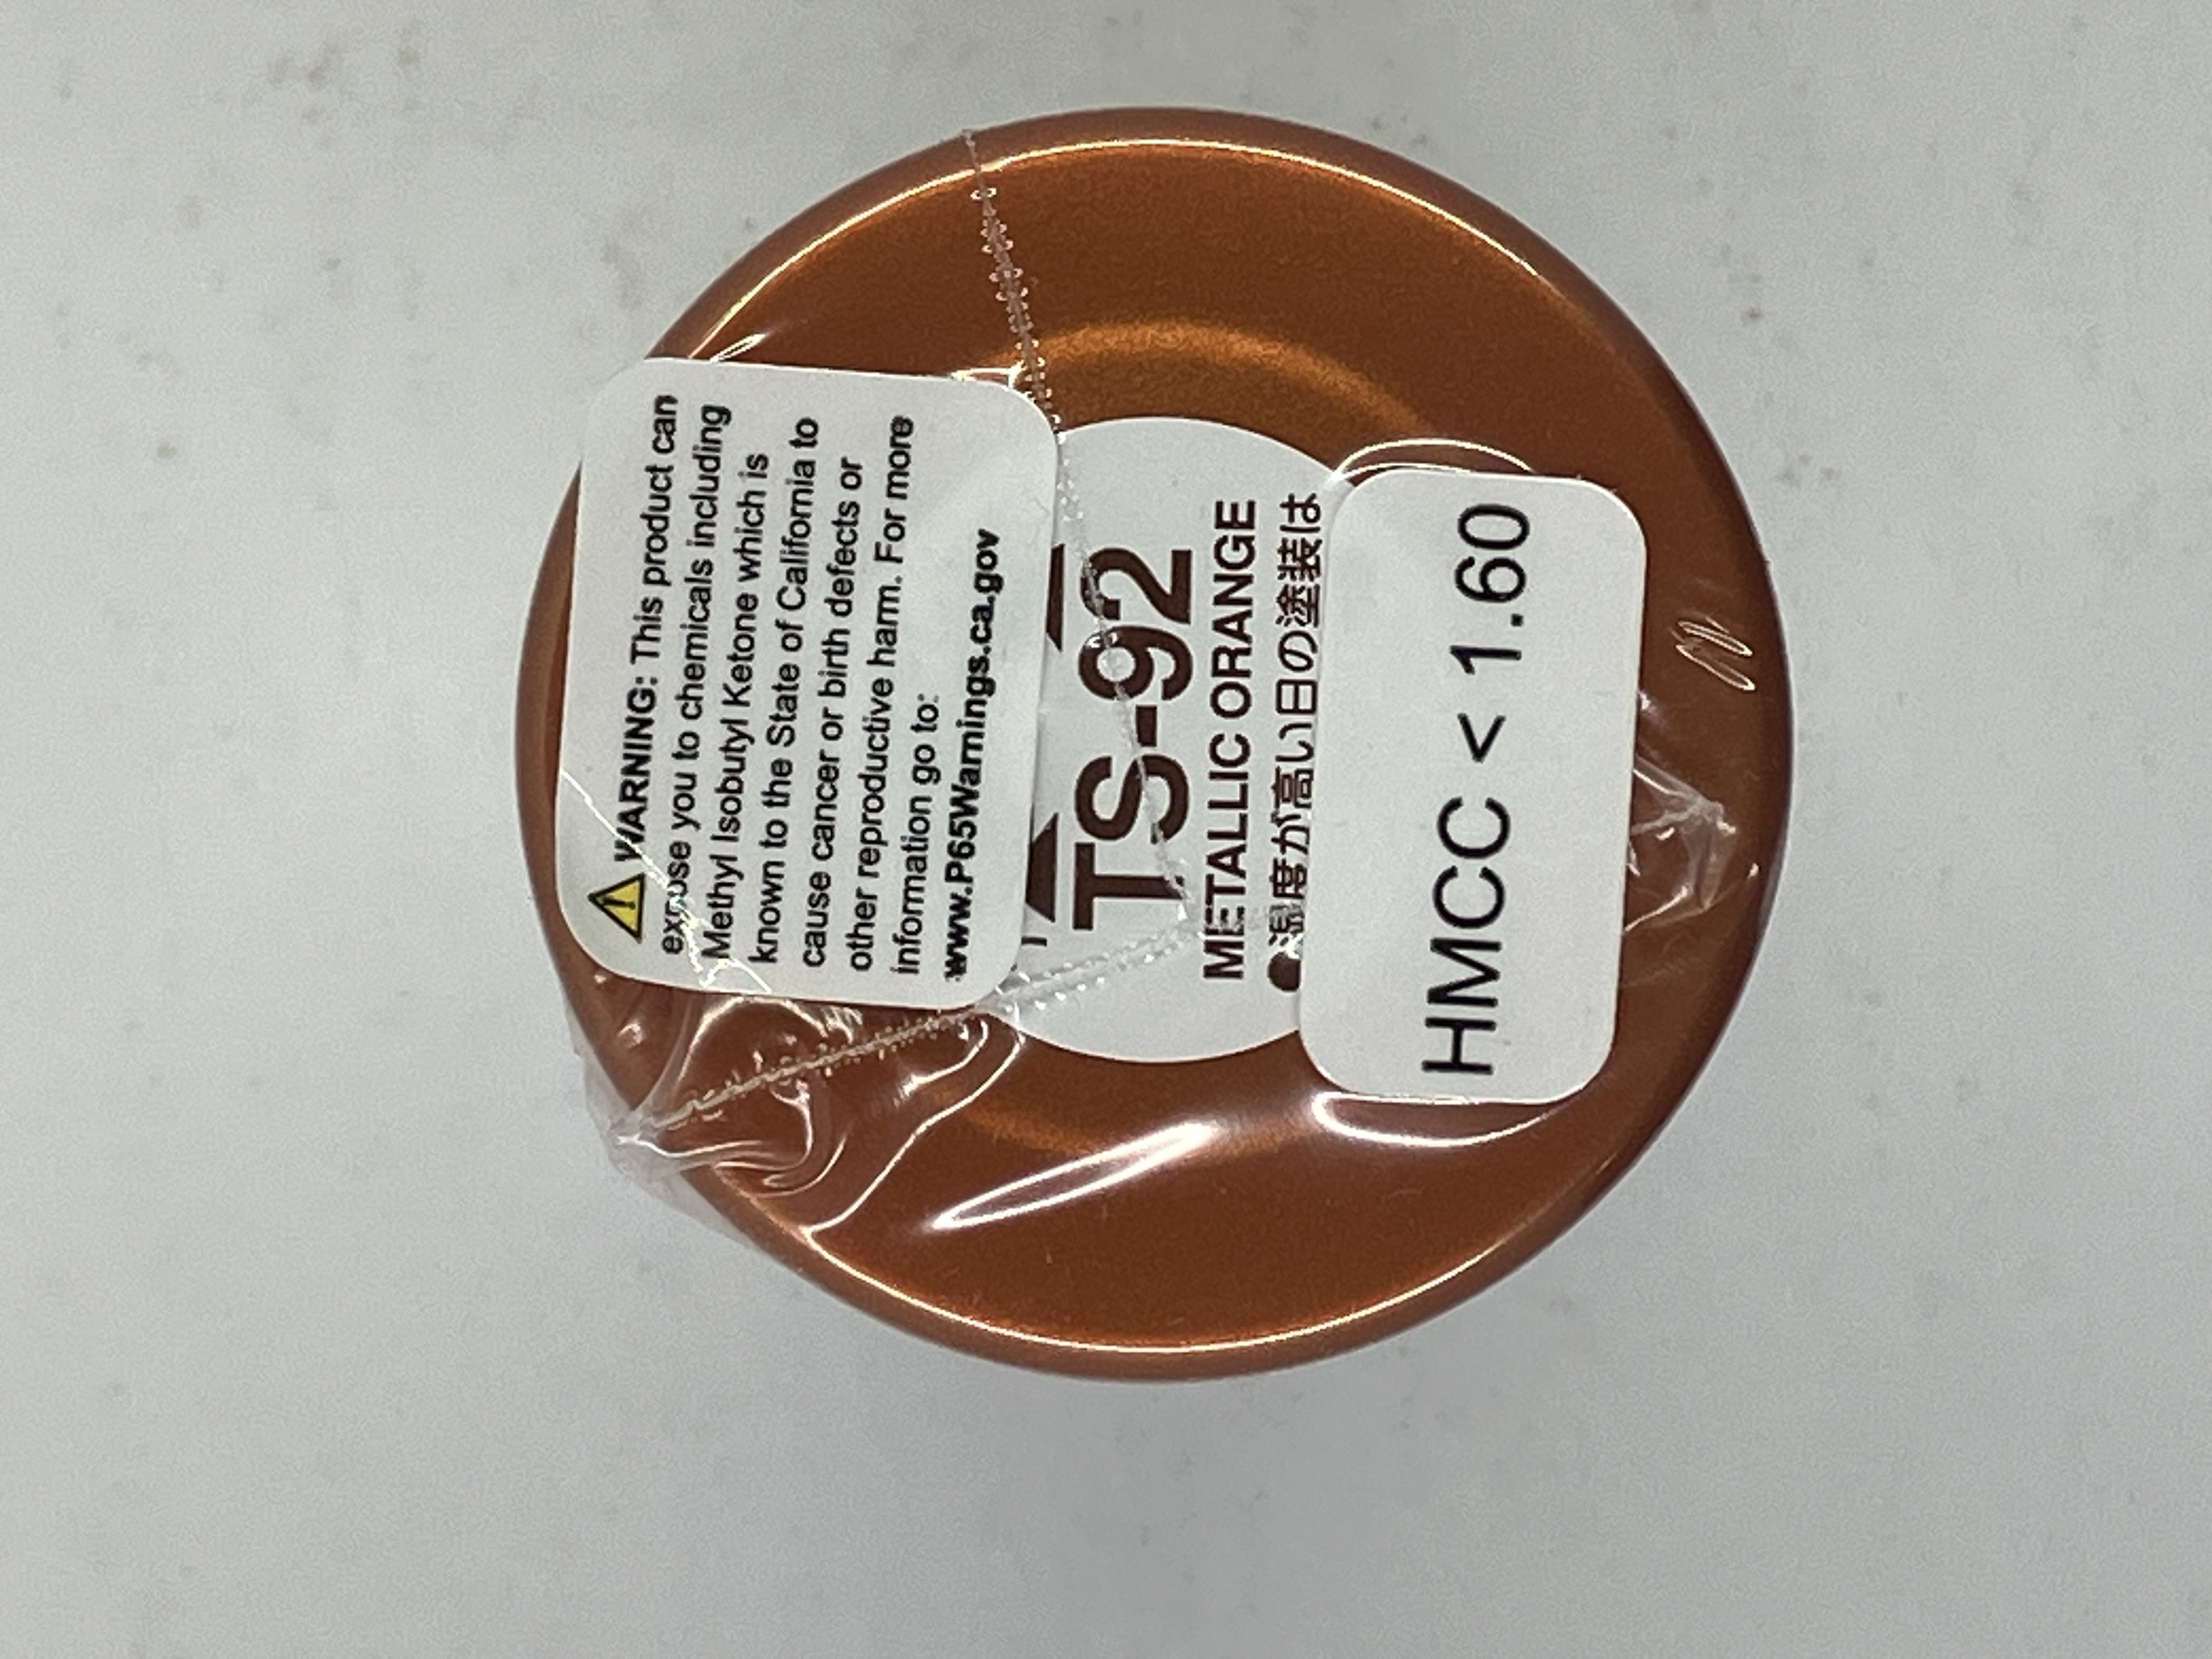 WARNING: This product can
expose you to chemicals including
Methyl Isobutyl Ketone which is
known to the State of California to
cause cancer or birth defects or
other reproductive harm. For more
information go to:
www.P65Warnings.ca.gov
TS-92
METALLIC ORANGE
●湿度が高い日の塗装は
HMCC < 1.60